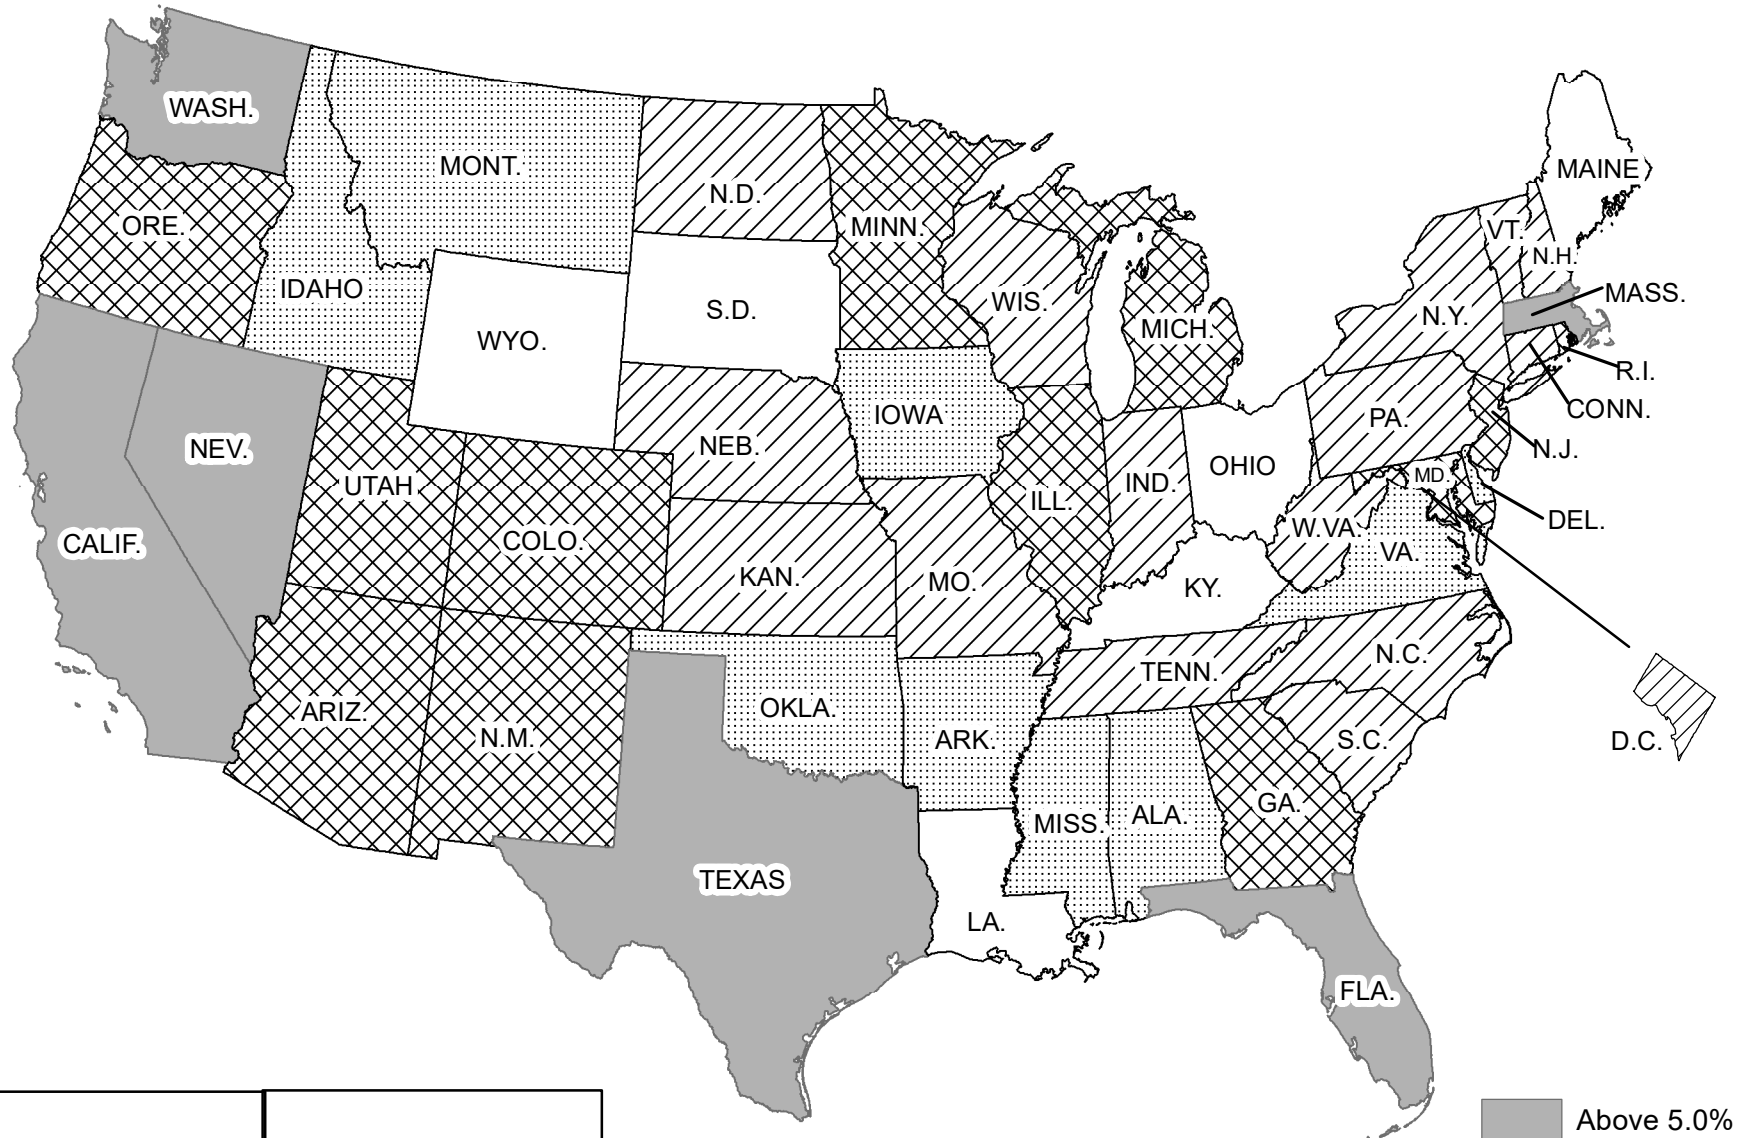 WASH.
MONT.
N.D.
MINN.
MAINE
ORE.
IDAHO
WYO.
S.D.
WIS.
MICH.
VT.
N.H.
N.Y.
MASS.
R.I.
CONN.
NEV.
UTAH
NEB.
IOWA
ILL.
IND.
OHIO
PA.
N.J.
MD.
DEL.
CALIF.
COLO.
KAN.
MO.
KY.
W.VA.
VA.
ARIZ.
N.M.
OKLA.
ARK.
TENN.
N.C.
S.C.
D.C.
TEXAS
LA.
MISS.
ALA.
GA.
FLA.
Above 5.0%